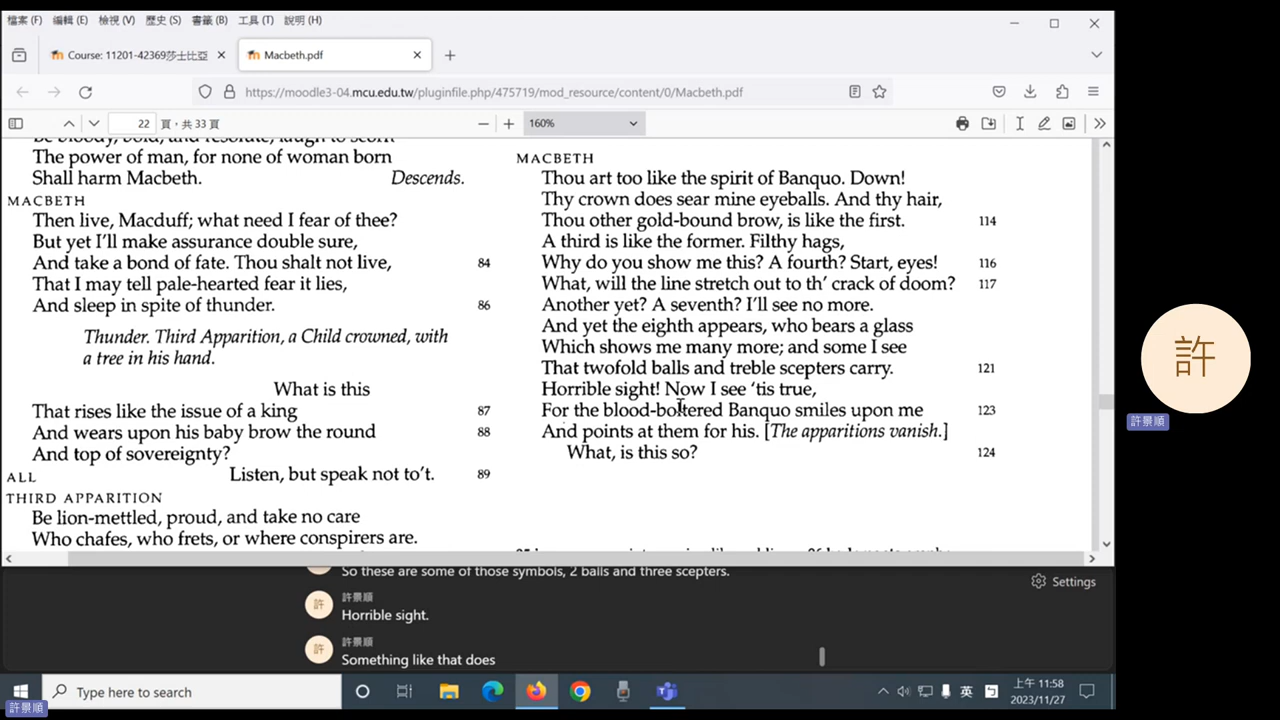 檔案 (F) 編輯 (E) 檢視 (V) 歷史 (S) 書籤 (B) 工具 (T) 說明 (H)
Course: 11201-42369莎士比亞
Macbeth.pdf
https://moodle3-04.mcu.edu.tw/pluginfile.php/475719/mod_resource/content/0/Macbeth.pdf
22 頁,共 33 頁
160%
Be bloody, bold, and resolute; laugh to scorn
The power of man, for none of woman born
Shall harm Macbeth. Descends.
MACBETH
Then live, Macduff; what need I fear of thee?
But yet I'll make assurance double sure,
And take a bond of fate. Thou shalt not live, 84
That I may tell pale-hearted fear it lies,
And sleep in spite of thunder. 86
Thunder. Third Apparition, a Child crowned, with
a tree in his hand.
What is this
That rises like the issue of a king 87
And wears upon his baby brow the round 88
And top of sovereignty?
ALL Listen, but speak not to't. 89
THIRD APPARITION
Be lion-mettled, proud, and take no care
Who chafes, who frets, or where conspirers are.
MACBETH
Thou art too like the spirit of Banquo. Down!
Thy crown does sear mine eyeballs. And thy hair,
Thou other gold-bound brow, is like the first. 114
A third is like the former. Filthy hags,
Why do you show me this? A fourth? Start, eyes! 116
What, will the line stretch out to th' crack of doom? 117
Another yet? A seventh? I'll see no more.
And yet the eighth appears, who bears a glass
Which shows me many more; and some I see
That twofold balls and treble scepters carry. 121
Horrible sight! Now I see 'tis true,
For the blood-boltered Banquo smiles upon me 123
And points at them for his. [The apparitions vanish.]
What, is this so? 124
So these are some of those symbols, 2 balls and three scepters.
許景順
許 Horrible sight.
許景順
許 Something like that does
Settings
許
許景順
Type here to search
英
上午 11:58
2023/11/27
許景順